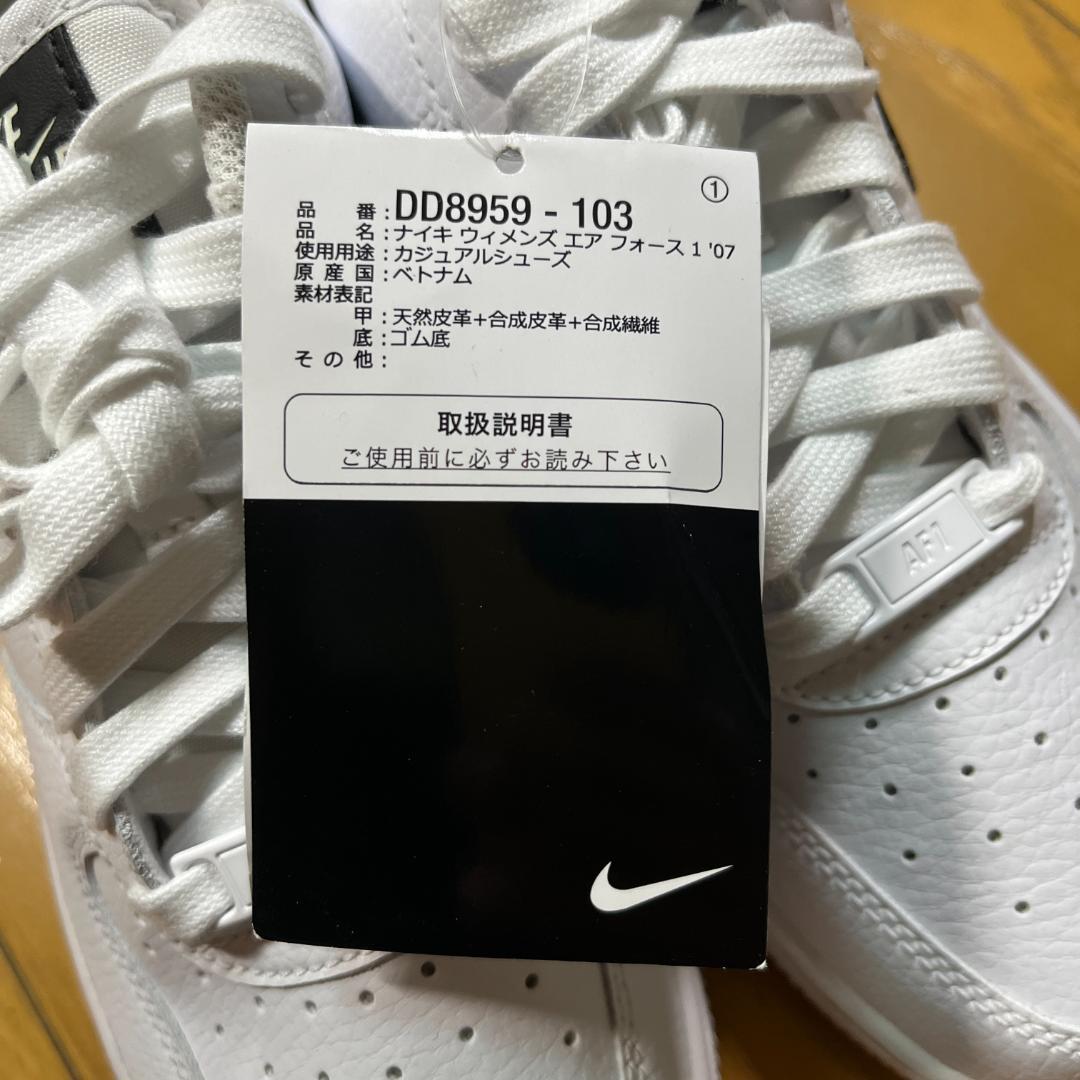 ①
品 番：DD8959 - 103
品 名：ナイキ ウィメンズ エア フォース 1 '07
使用用途：カジュアルシューズ
原 産 国：ベトナム
素材表記
甲：天然皮革+合成皮革+合成繊維
底：ゴム底
そ の 他：
取扱説明書
ご使用前に必ずお読み下さい
AF1